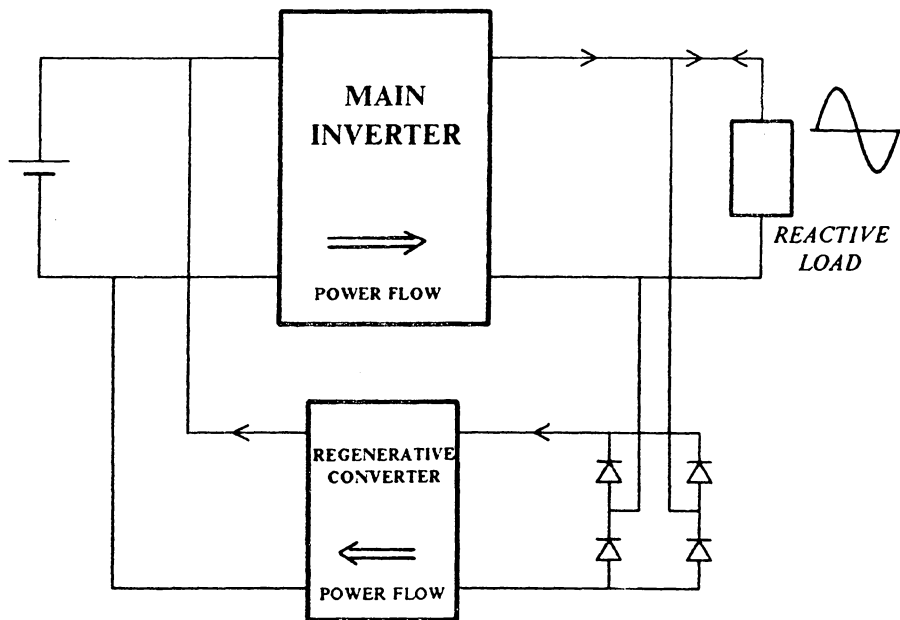 MAIN
INVERTER
POWER FLOW
REACTIVE
LOAD
REGENERATIVE
CONVERTER
POWER FLOW